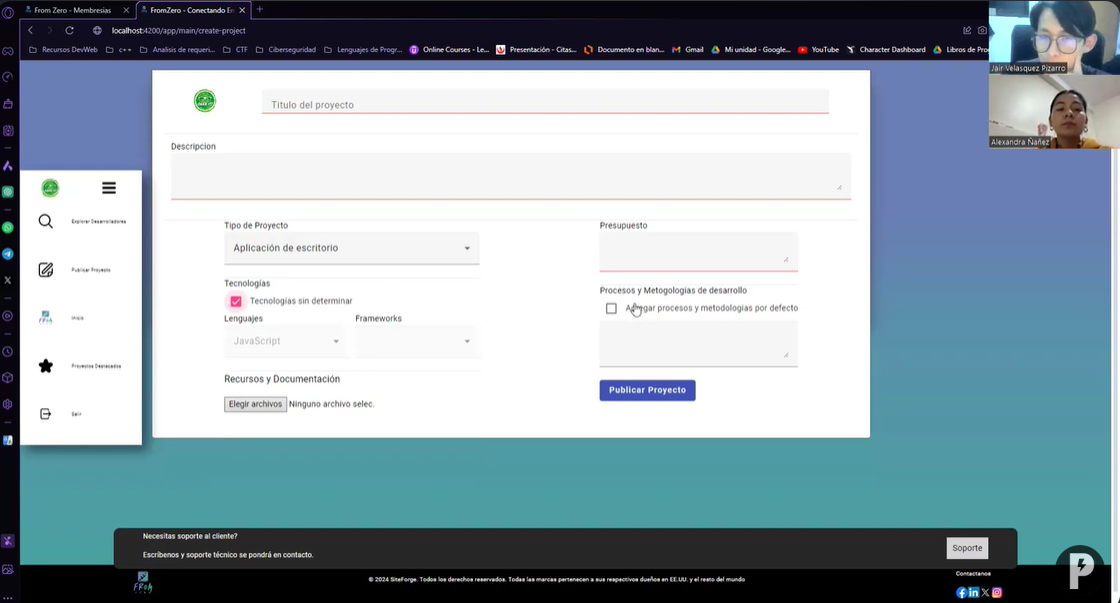 From Zero - Membresias
FromZero - Conectando En
localhost:4200/app/main/create-project
Recursos DevWeb
c++
Analisis de requeri...
CTF
Ciberseguridad
Lenguajes de Progr...
Online Courses - Le...
Presentación - Citas...
Documento en blan...
Gmail
Mi unidad - Google...
YouTube
Character Dashboard
Libros de Pro
Jair Velasquez Pizarro
Alexandra Ñañez
Titulo del proyecto
Descripcion
Explorar Desarrolladores
Publicar Proyecto
Inicio
Proyectos Destacados
Salir
Tipo de Proyecto
Aplicación de escritorio
Tecnologías
Tecnologías sin determinar
Lenguajes
Frameworks
JavaScript
Recursos y Documentación
Elegir archivos
Ninguno archivo selec.
Presupuesto
Procesos y Metogologias de desarrollo
Agregar procesos y metodologias por defecto
Publicar Proyecto
Necesitas soporte al cliente?
Escribenos y soporte técnico se pondrá en contacto.
Soporte
FROM
© 2024 SiteForge. Todos los derechos reservados. Todas las marcas pertenecen a sus respectivos dueños en EE.UU. y el resto del mundo
Contactanos